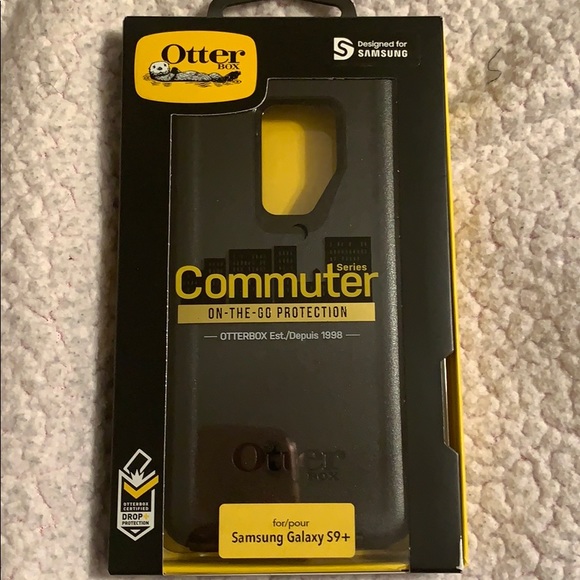 Otter
BOX
Designed for
SAMSUNG
Series
Commuter
ON-THE-GO PROTECTION
OTTERBOX Est./Depuis 1998
Otter
BOX
OTTERBOX
CERTIFIED
DROP+
PROTECTION
for/pour
Samsung Galaxy S9+